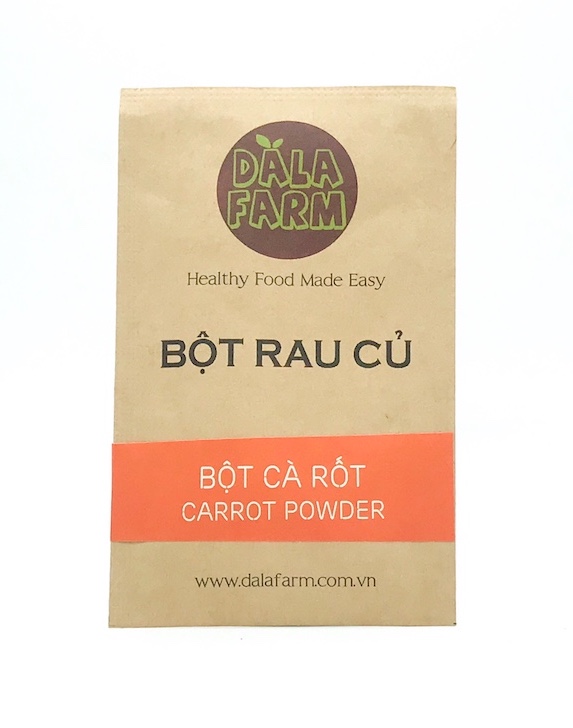 DALA
FARM
Healthy Food Made Easy
BỘT RAU CỦ
BỘT CÀ RỐT
CARROT POWDER
www.dalafarm.com.vn